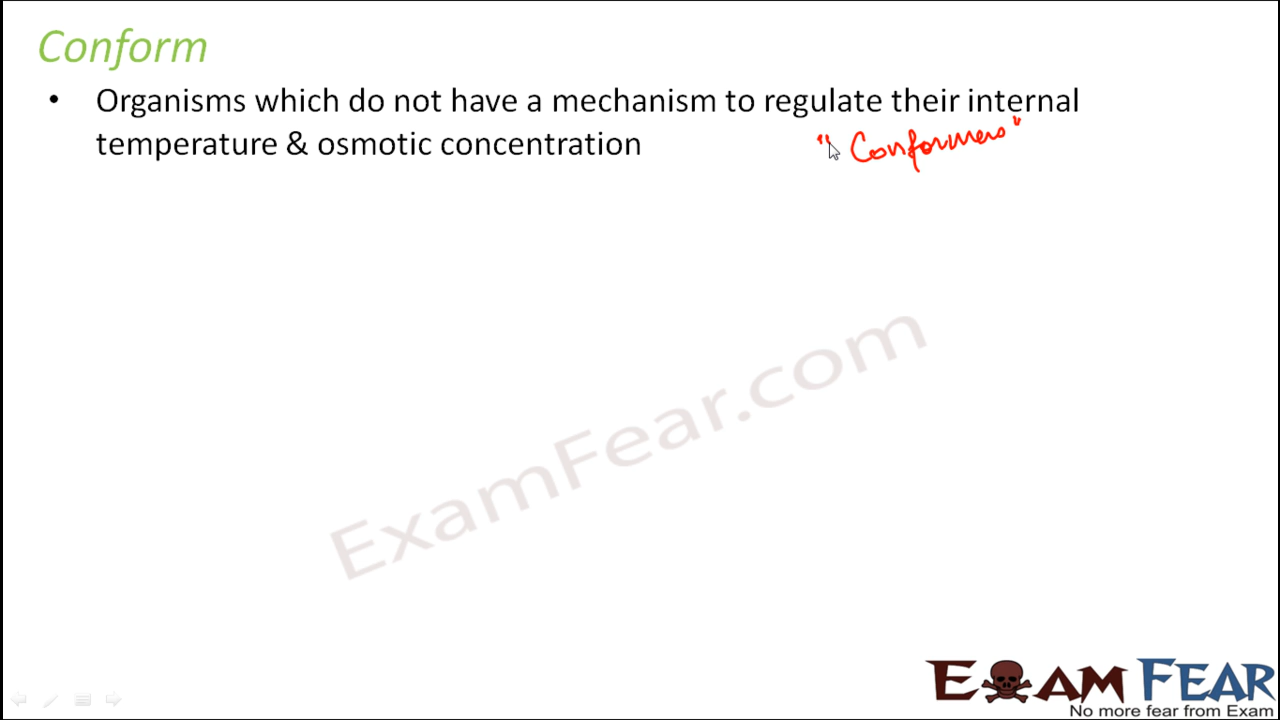 Conform
• Organisms which do not have a mechanism to regulate their internal
temperature & osmotic concentration
"Conformers"
ExamFear.com
EXAM FEAR
No more fear from Exam